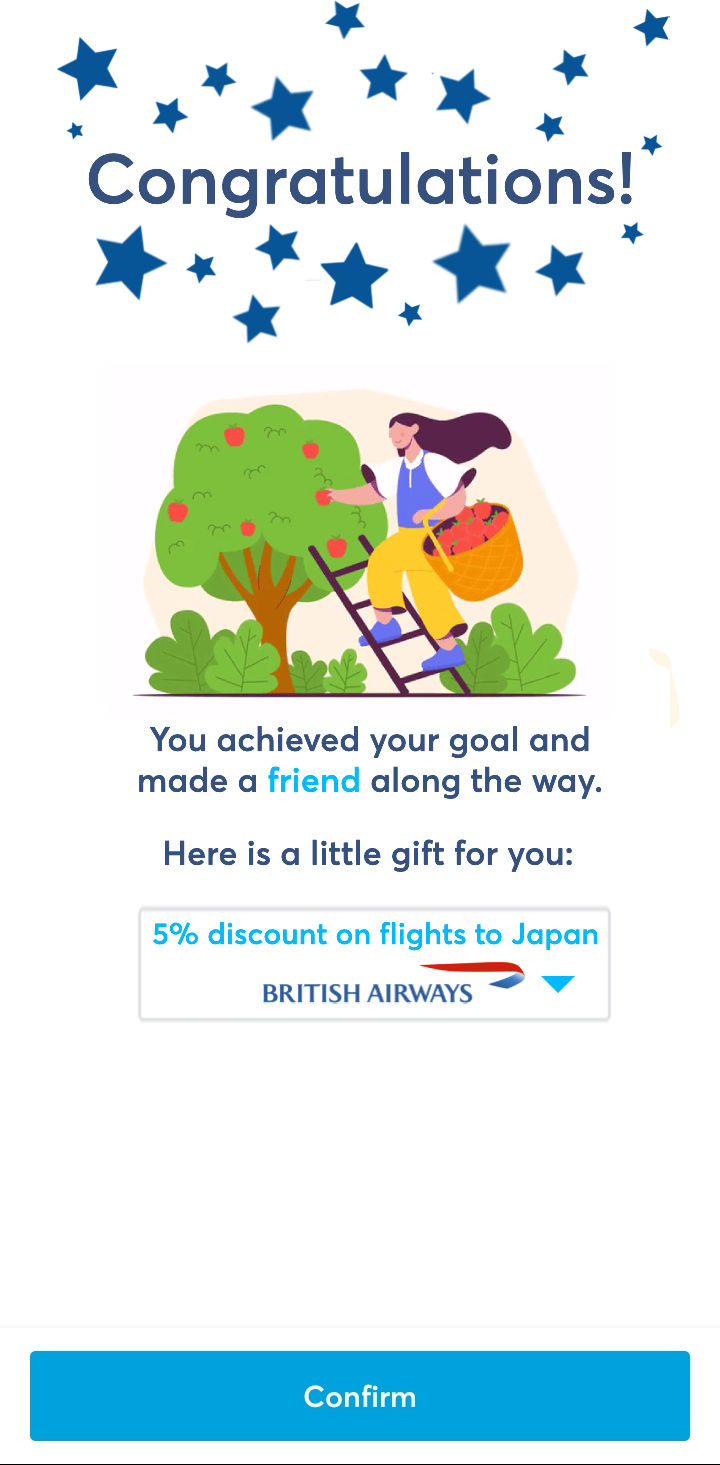 Congratulations!
You achieved your goal and
made a friend along the way.
Here is a little gift for you:
5% discount on flights to Japan
BRITISH AIRWAYS
Confirm